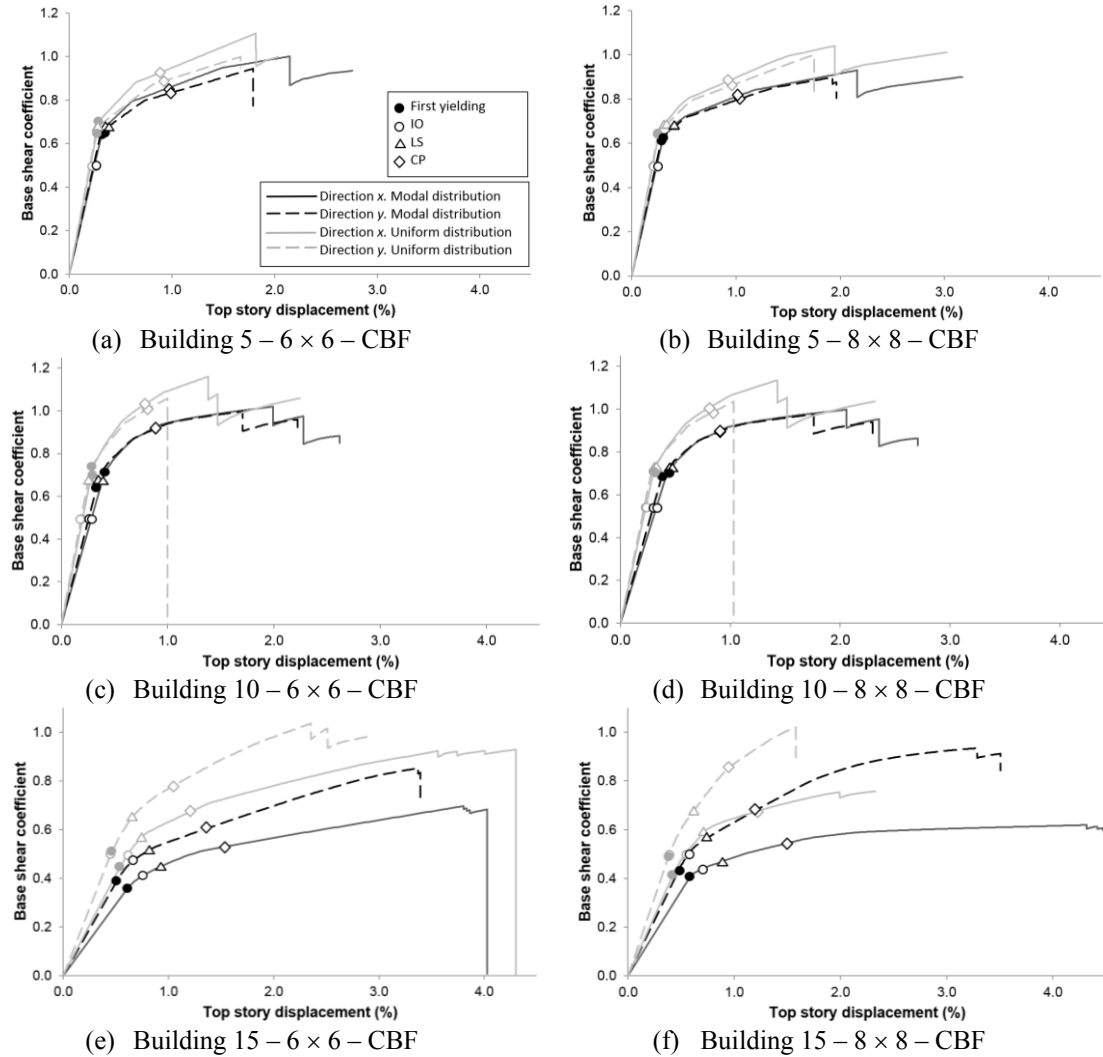 1.2
1.0
0.8
0.6
0.4
0.2
0.0
Base shear coefficient
First yielding
IO
LS
CP
Direction x. Modal distribution
Direction y. Modal distribution
Direction x. Uniform distribution
Direction y. Uniform distribution
0.0 1.0 2.0 3.0 4.0
Top story displacement (%)
(a) Building 5 – 6 × 6 – CBF
1.2
1.0
0.8
0.6
0.4
0.2
0.0
Base shear coefficient
0.0 1.0 2.0 3.0 4.0
Top story displacement (%)
(b) Building 5 – 8 × 8 – CBF
1.2
1.0
0.8
0.6
0.4
0.2
0.0
Base shear coefficient
0.0 1.0 2.0 3.0 4.0
Top story displacement (%)
(c) Building 10 – 6 × 6 – CBF
1.2
1.0
0.8
0.6
0.4
0.2
0.0
Base shear coefficient
0.0 1.0 2.0 3.0 4.0
Top story displacement (%)
(d) Building 10 – 8 × 8 – CBF
1.0
0.8
0.6
0.4
0.2
0.0
Base shear coefficient
0.0 1.0 2.0 3.0 4.0
Top story displacement (%)
(e) Building 15 – 6 × 6 – CBF
1.0
0.8
0.6
0.4
0.2
0.0
Base shear coefficient
0.0 1.0 2.0 3.0 4.0
Top story displacement (%)
(f) Building 15 – 8 × 8 – CBF